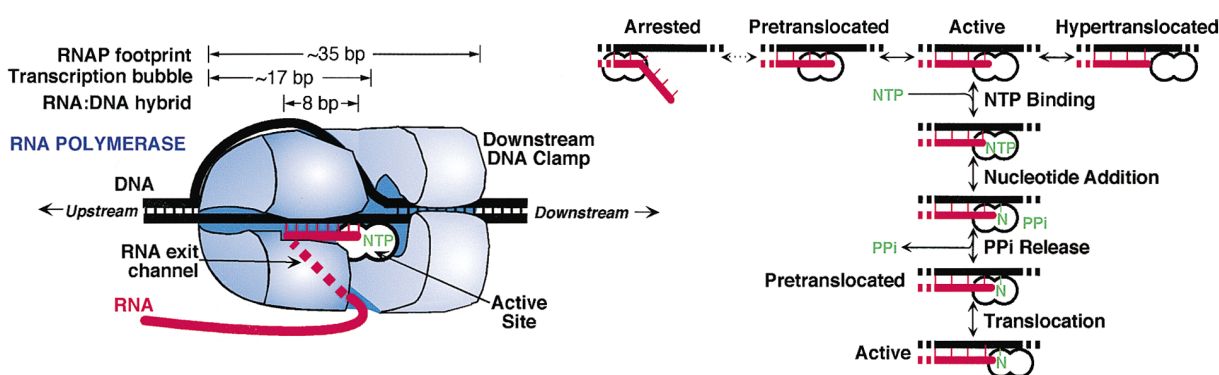 RNAP footprint
~35 bp
Transcription bubble
~17 bp
RNA:DNA hybrid
8 bp
RNA POLYMERASE
Downstream
DNA Clamp
DNA
Upstream
Downstream
NTP
RNA exit
channel
RNA
Active
Site
Arrested
Pretranslocated
Active
Hypertranslocated
NTP
NTP Binding
NTP
Nucleotide Addition
N
PPi
PPi
PPi Release
Pretranslocated
N
Translocation
Active
N